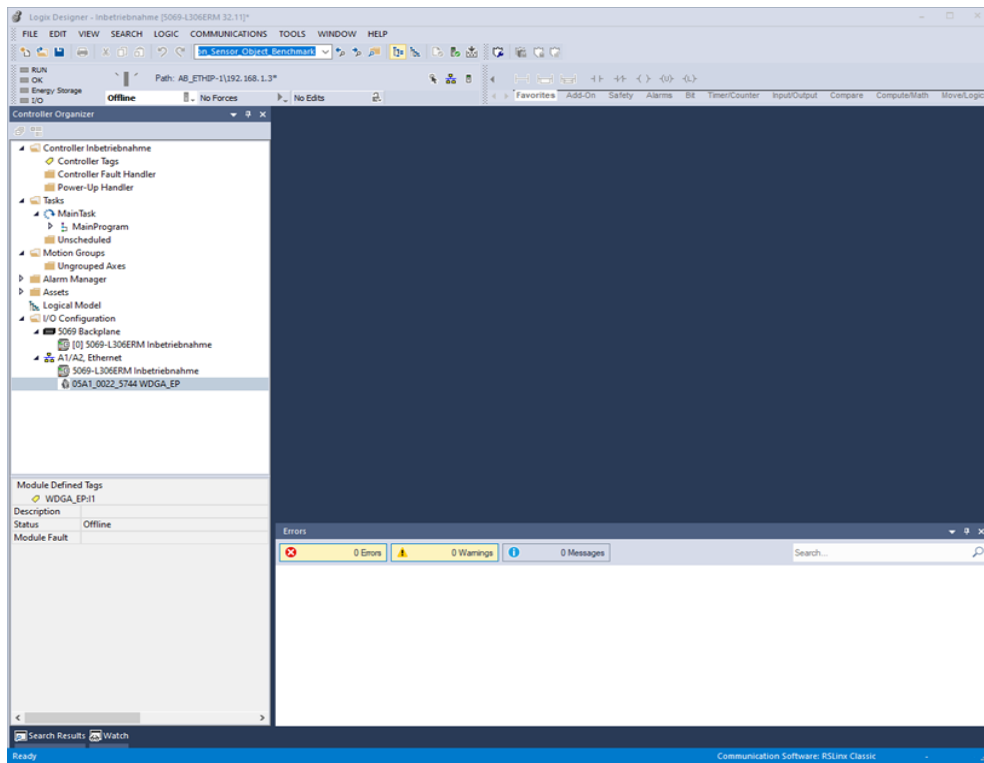 Logix Designer - Inbetriebnahme [5069-L306ERM 32.11]*
FILE EDIT VIEW SEARCH LOGIC COMMUNICATIONS TOOLS WINDOW HELP
on_Sensor_Object_Benchmark
RUN
OK
Energy Storage
I/O
Path: AB_ETHIP-1\192.168.1.3*
Offline No Forces No Edits
Favorites Add-On Safety Alarms Bit Timer/Counter Input/Output Compare Compute/Math Move/Logic
Controller Organizer
Controller Inbetriebnahme
Controller Tags
Controller Fault Handler
Power-Up Handler
Tasks
MainTask
MainProgram
Unscheduled
Motion Groups
Ungrouped Axes
Alarm Manager
Assets
Logical Model
I/O Configuration
5069 Backplane
[0] 5069-L306ERM Inbetriebnahme
A1/A2, Ethernet
5069-L306ERM Inbetriebnahme
05A1_0022_5744 WDGA_EP
Module Defined Tags
WDGA_EP:I1
Description
Status Offline
Module Fault
Errors
0 Errors 0 Warnings 0 Messages Search...
Search Results Watch
Ready Communication Software: RSLinx Classic